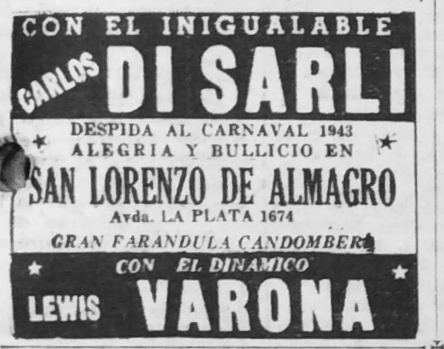 CON EL INIGUALABLE
CARLOS DI SARLI
DESPIDA AL CARNAVAL 1943
ALEGRIA Y BULLICIO EN
SAN LORENZO DE ALMAGRO
Avda. LA PLATA 1674
GRAN FARANDULA CANDOMBERA
CON EL DINAMICO
LEWIS VARONA